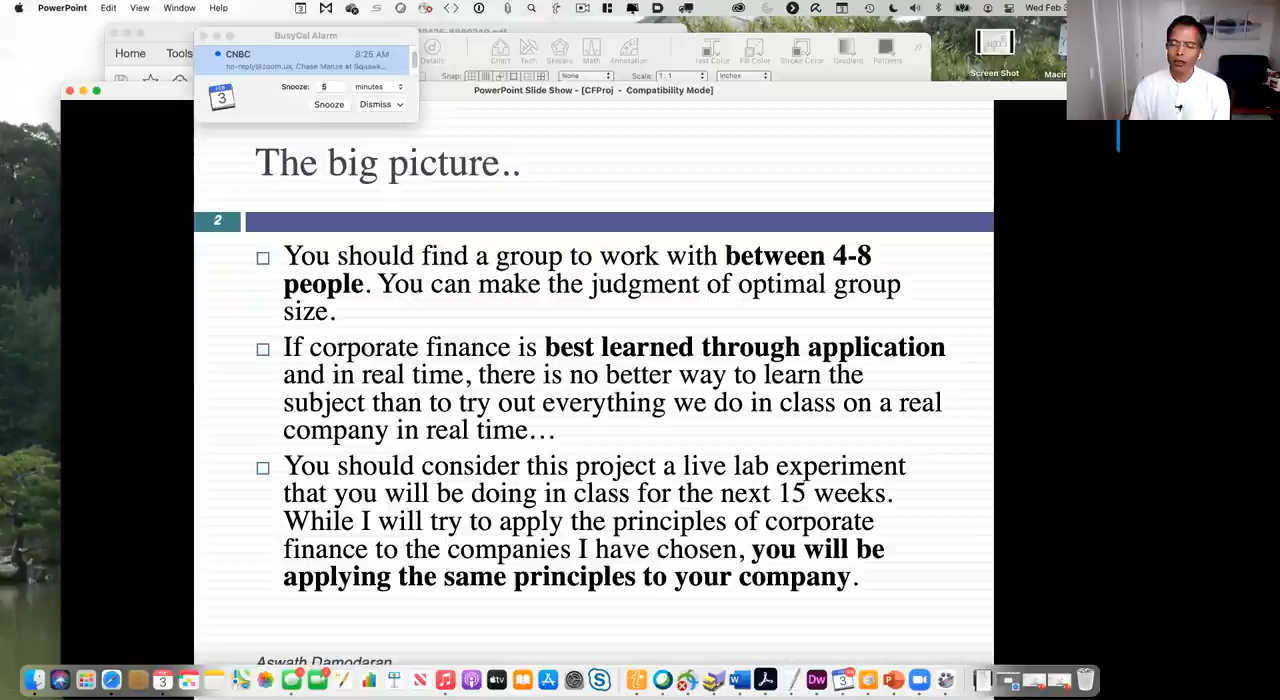 PowerPoint Edit View Window Help
Wed Feb 3
BusyCal Alarm
CNBC 8:25 AM
no-reply@zoom.us, Chase Manze at Squawk...
FEB
3
Snooze: 5 minutes
Snooze Dismiss
Home Tools
Details Chart Tech Stencils Math Annotation Text Color Fill Color Stroke Color Gradient Patterns
Snap: None Scale: 1:1 Inches
Screen Shot
PowerPoint Slide Show - [CFProj - Compatibility Mode]
The big picture..
2
You should find a group to work with between 4-8
people. You can make the judgment of optimal group
size.
If corporate finance is best learned through application
and in real time, there is no better way to learn the
subject than to try out everything we do in class on a real
company in real time…
You should consider this project a live lab experiment
that you will be doing in class for the next 15 weeks.
While I will try to apply the principles of corporate
finance to the companies I have chosen, you will be
applying the same principles to your company.
Aswath Damodaran